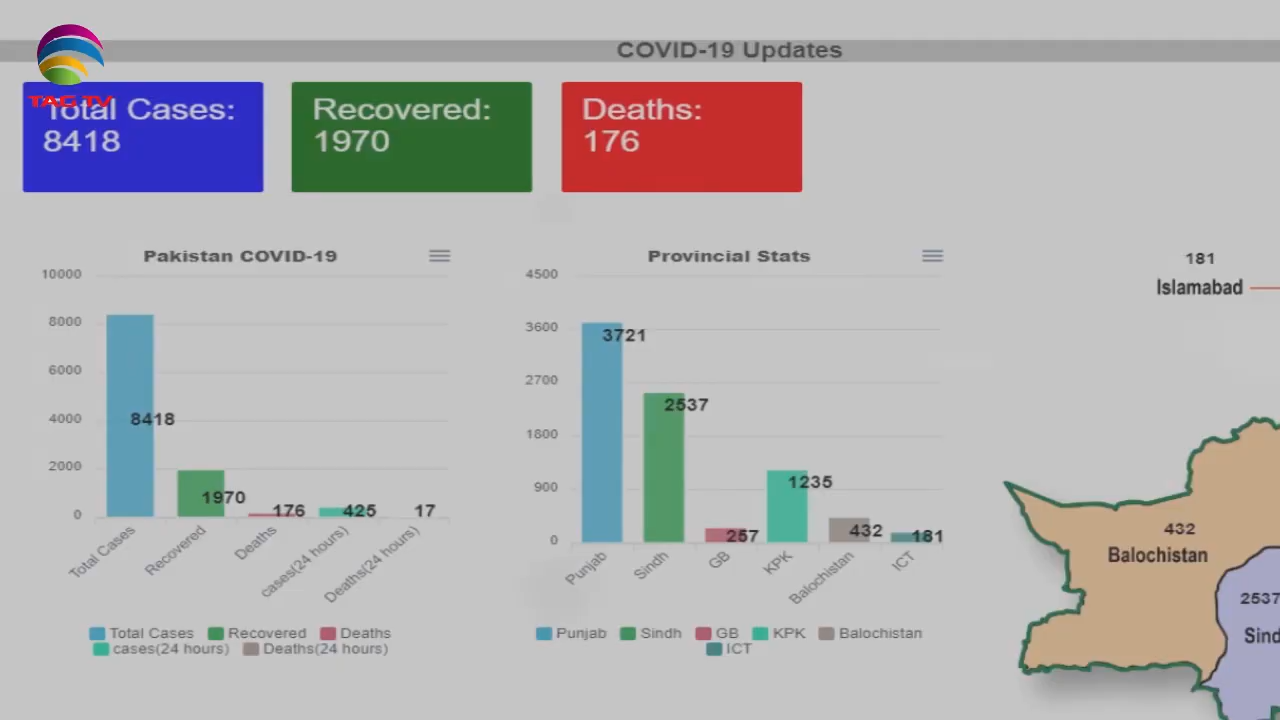 COVID-19 Updates
TAG TV
Total Cases:
8418
Recovered:
1970
Deaths:
176
Pakistan COVID-19
10000
8000
6000
4000
2000
0
8418
1970
176
425
17
Total Cases
Recovered
Deaths
cases(24 hours)
Deaths(24 hours)
Total Cases
Recovered
Deaths
cases(24 hours)
Deaths(24 hours)
Provincial Stats
4500
3600
2700
1800
900
0
3721
2537
257
1235
432
181
Punjab
Sindh
GB
KPK
Balochistan
ICT
Punjab
Sindh
GB
KPK
Balochistan
ICT
181
Islamabad
432
Balochistan
2537
Sind